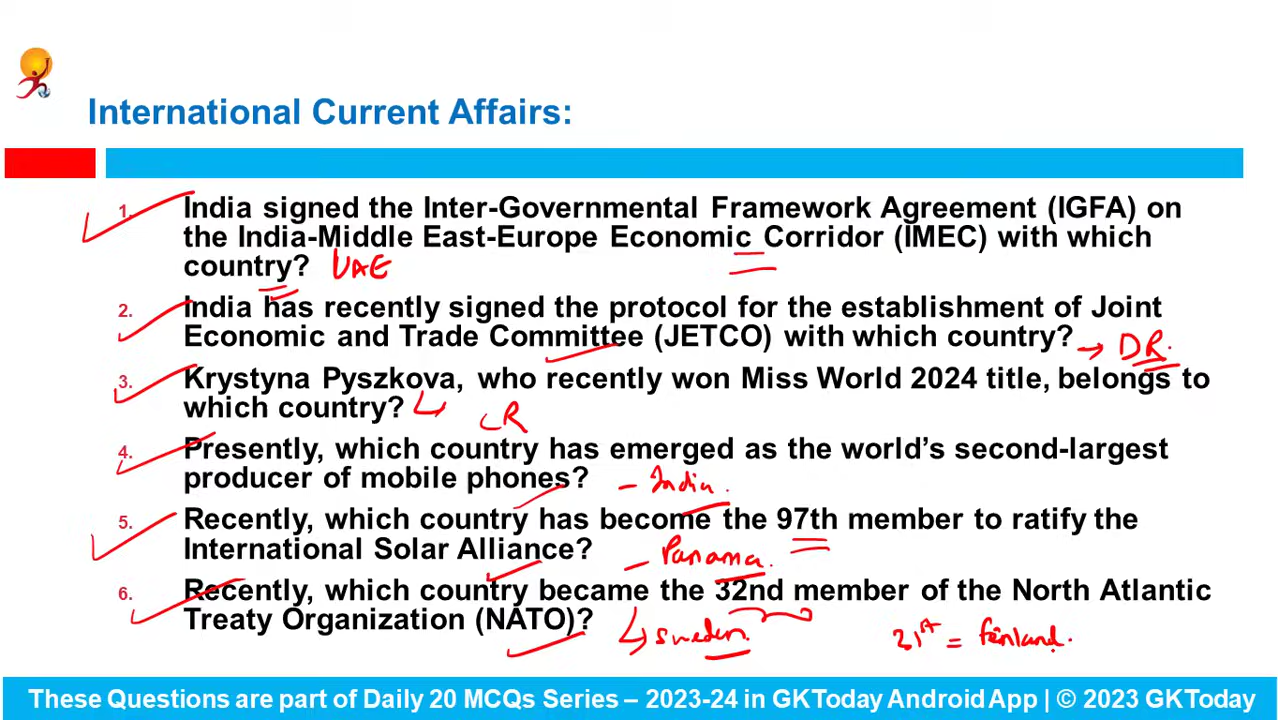 International Current Affairs:
1. India signed the Inter-Governmental Framework Agreement (IGFA) on
the India-Middle East-Europe Economic Corridor (IMEC) with which
country? UAE
2. India has recently signed the protocol for the establishment of Joint
Economic and Trade Committee (JETCO) with which country? → DR.
3. Krystyna Pyszkova, who recently won Miss World 2024 title, belongs to
which country? CR
4. Presently, which country has emerged as the world's second-largest
producer of mobile phones? - India.
5. Recently, which country has become the 97th member to ratify the
International Solar Alliance? - Panama.
6. Recently, which country became the 32nd member of the North Atlantic
Treaty Organization (NATO)? Sweden. 31st = Finland.
These Questions are part of Daily 20 MCQs Series – 2023-24 in GKToday Android App | © 2023 GKToday